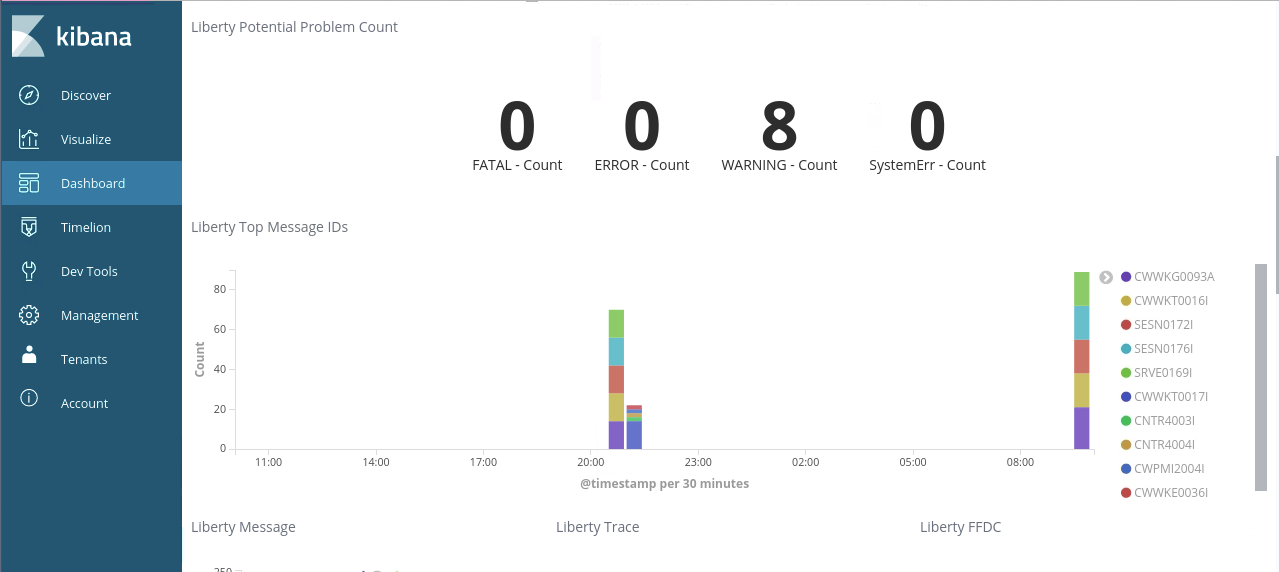 kibana
Discover
Visualize
Dashboard
Timelion
Dev Tools
Management
Tenants
Account
Liberty Potential Problem Count
0 0 8 0
FATAL - Count ERROR - Count WARNING - Count SystemErr - Count
Liberty Top Message IDs
Count
80
60
40
20
0
11:00 14:00 17:00 20:00 23:00 02:00 05:00 08:00
@timestamp per 30 minutes
CWWKG0093A
CWWKT0016I
SESN0172I
SESN0176I
SRVE0169I
CWWKT0017I
CNTR4003I
CNTR4004I
CWPMI2004I
CWWKE0036I
Liberty Message Liberty Trace Liberty FFDC